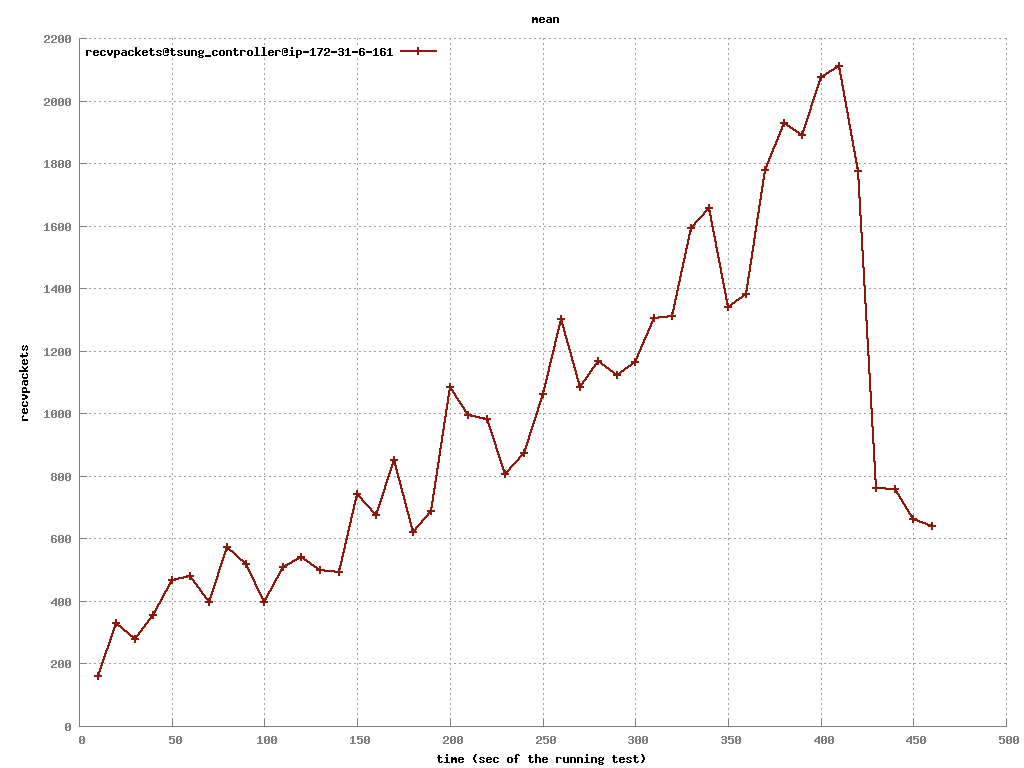 mean
recvpackets@tsung_controller@ip-172-31-6-161
2200
2000
1800
1600
1400
1200
1000
800
600
400
200
0
recvpackets
0 50 100 150 200 250 300 350 400 450 500
time (sec of the running test)